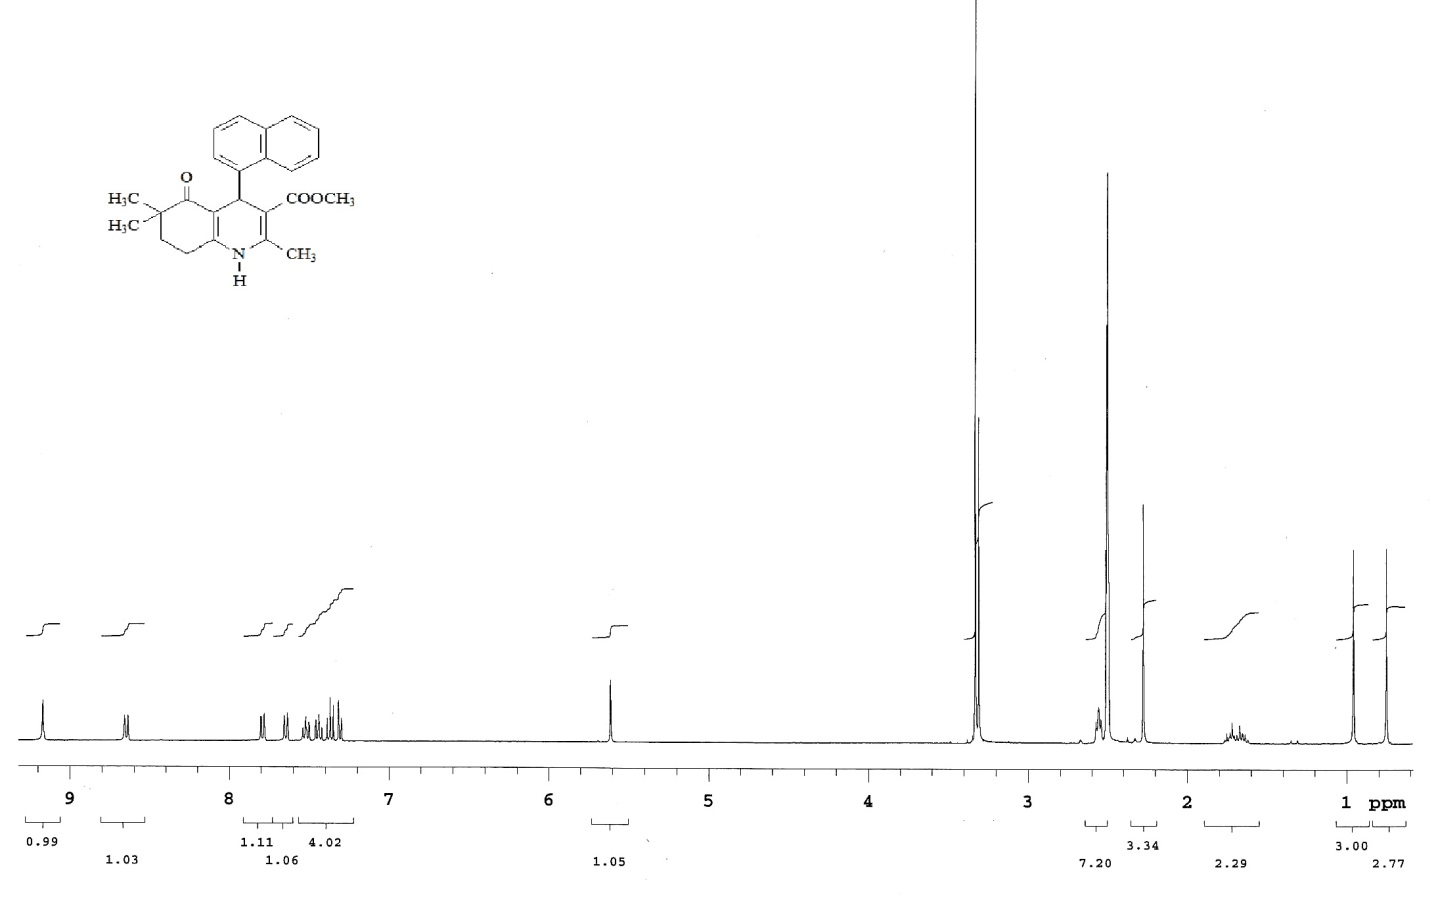 O
H₃C
COOCH₃
H₃C
N
CH₃
H
9 8 7 6 5 4 3 2 1 ppm
0.99 1.11 4.02 3.34 3.00
1.03 1.06 1.05 7.20 2.29 2.77